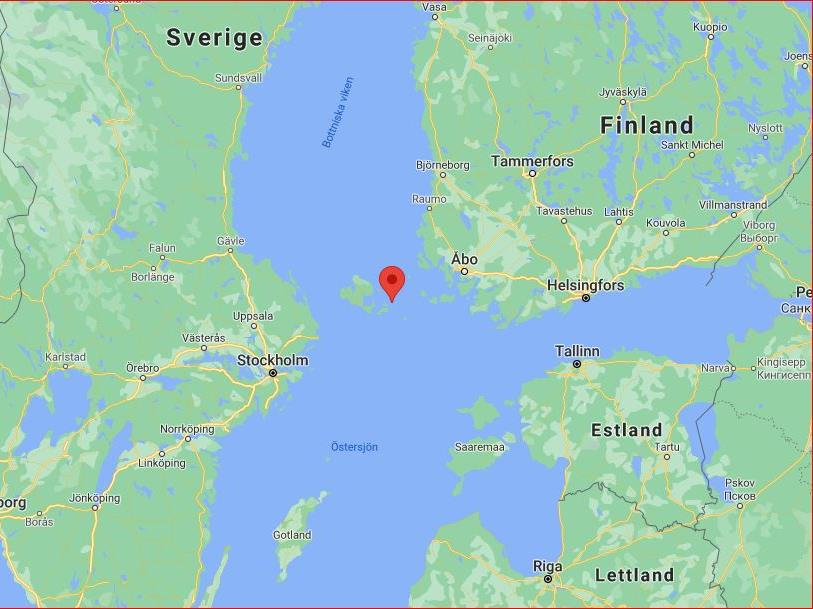 Vasa
Sverige
Kuopio
Seinäjoki
Joens
Sundsvall
Jyväskylä
Bottniska viken
Finland
Nyslott
Sankt Michel
Tammerfors
Björneborg
Raumo
Tavastehus
Lahtis
Villmanstrand
Kouvola
Viborg
Выборг
Gävle
Falun
Borlänge
Åbo
Helsingfors
Pe
Санк
Uppsala
Västerås
Stockholm
Tallinn
Karlstad
Örebro
Narva
Kingisepp
Кингисепп
Norrköping
Estland
Östersjön
Saaremaa
Tartu
Linköping
Pskov
Псков
Jönköping
org
Borås
Gotland
Riga
Lettland